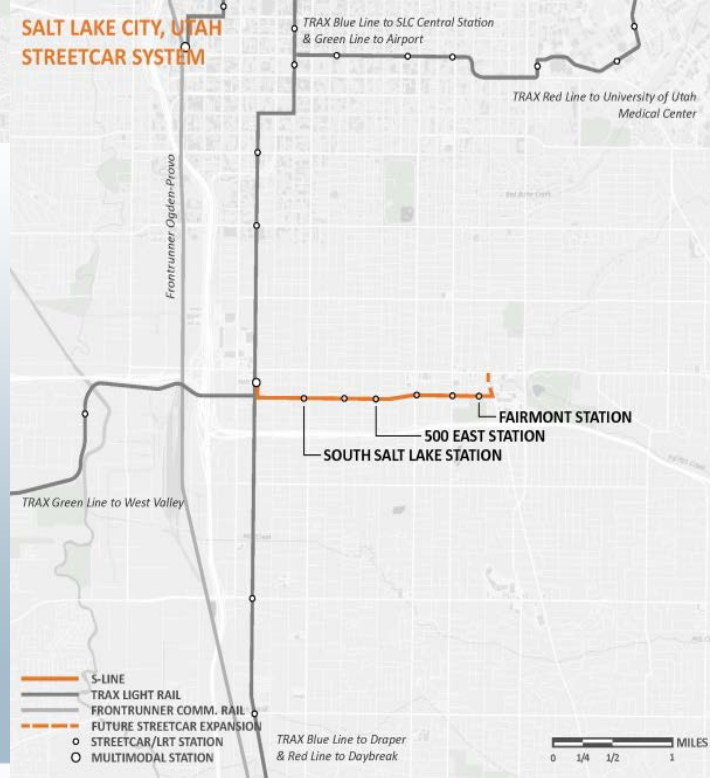 SALT LAKE CITY, UTAH
STREETCAR SYSTEM
TRAX Blue Line to SLC Central Station
& Green Line to Airport
TRAX Red Line to University of Utah
Medical Center
Frontrunner Ogden-Provo
FAIRMONT STATION
500 EAST STATION
SOUTH SALT LAKE STATION
TRAX Green Line to West Valley
S-LINE
TRAX LIGHT RAIL
FRONTRUNNER COMM. RAIL
FUTURE STREETCAR EXPANSION
STREETCAR/LRT STATION
MULTIMODAL STATION
TRAX Blue Line to Draper
& Red Line to Daybreak
MILES
0 1/4 1/2 1